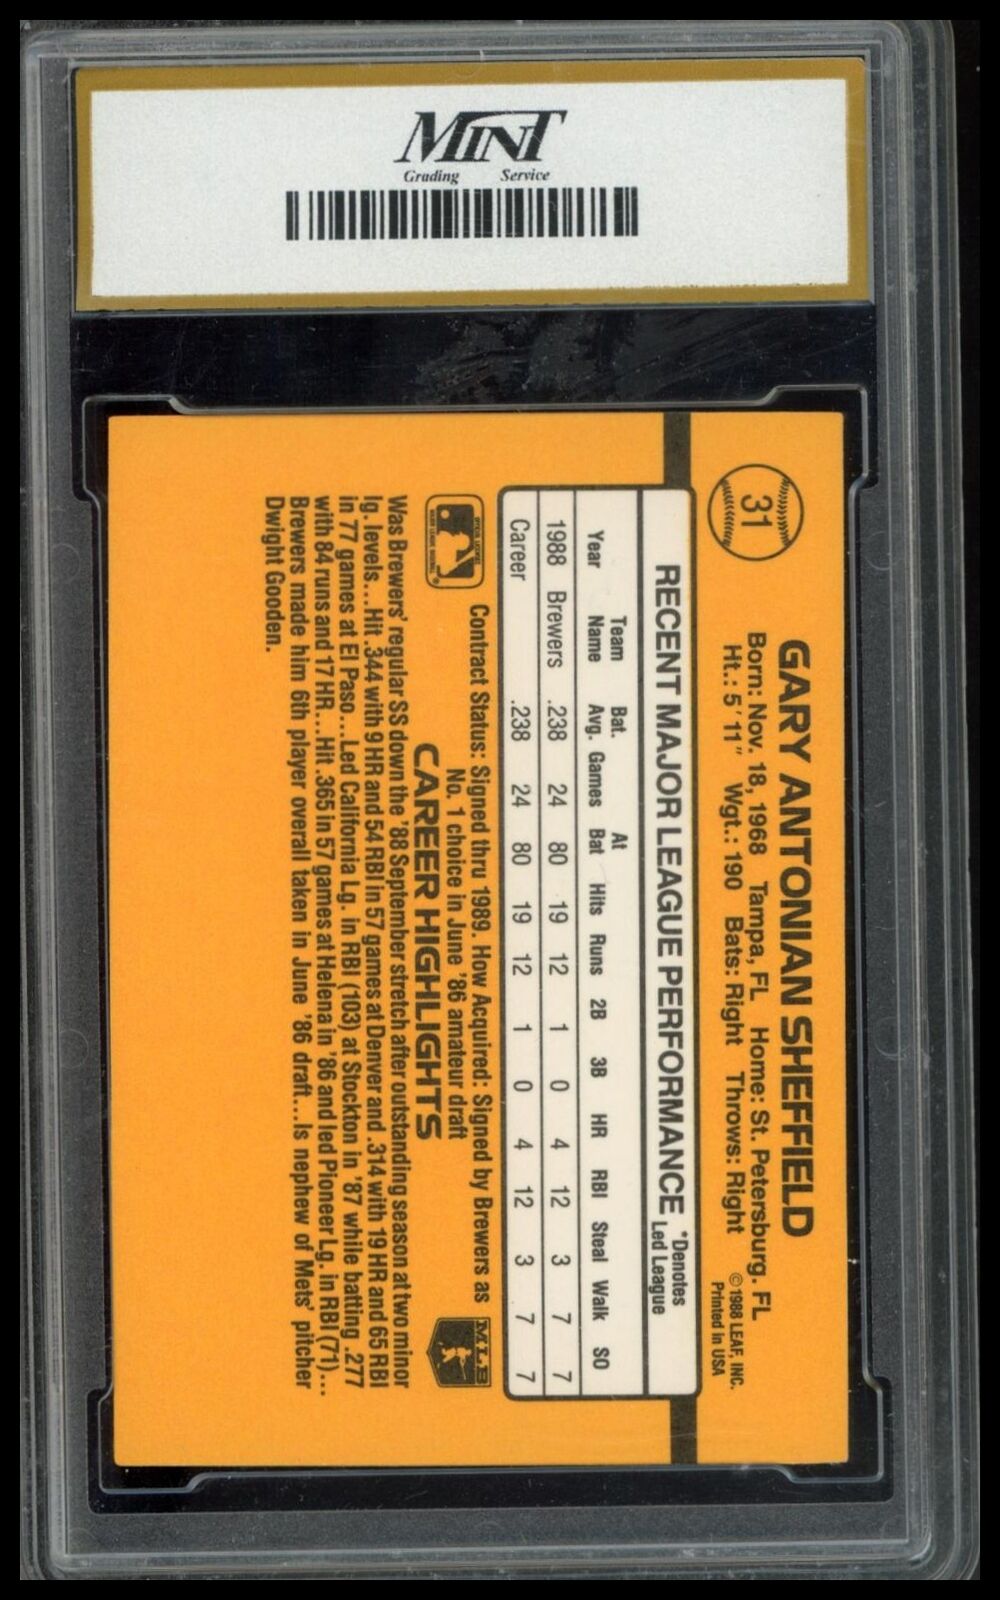 MINT
Grading Service
31
GARY ANTONIAN SHEFFIELD
Born: Nov. 18, 1968 Tampa, FL Home: St. Petersburg. FL
Ht.: 5'11" Wgt.: 190 Bats: Right Throws: Right
©1988 LEAF, INC.
Printed in USA
RECENT MAJOR LEAGUE PERFORMANCE
*Denotes
Led League
Year Team Name Bat. Avg. Games At Bat Hits Runs 2B 3B HR RBI Steal Walk SO
1988 Brewers .238 24 80 19 12 1 0 4 12 3 7 7
Career .238 24 80 19 12 1 0 4 12 3 7 7
Contract Status: Signed thru 1989. How Acquired: Signed by Brewers as
No. 1 choice in June '86 amateur draft
MLB
CAREER HIGHLIGHTS
Was Brewers' regular SS down the '88 September stretch after outstanding season at two minor
lg. levels...Hit .344 with 9 HR and 54 RBI in 57 games at Denver and .314 with 19 HR and 65 RBI
in 77 games at El Paso...Led California Lg. in RBI (103) at Stockton in '87 while batting .277
with 84 runs and 17 HR...Hit .365 in 57 games at Helena in '86 and led Pioneer Lg. in RBI (71)...
Brewers made him 6th player overall taken in June '86 draft...Is nephew of Mets' pitcher
Dwight Gooden.